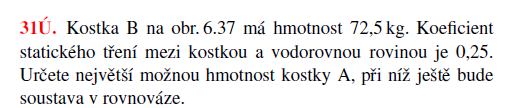 31Ú. Kostka B na obr. 6.37 má hmotnost 72,5 kg. Koeficient
statického tření mezi kostkou a vodorovnou rovinou je 0,25.
Určete největší možnou hmotnost kostky A, při níž ještě bude
soustava v rovnováze.